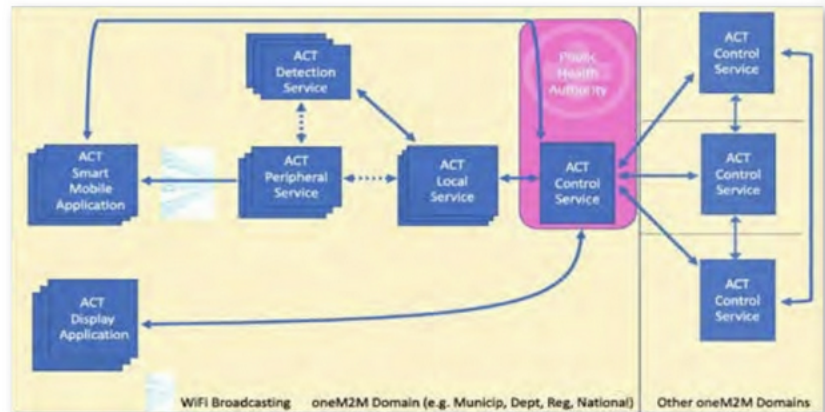 ACT
Detection
Service
ACT
Smart
Mobile
Application
ACT
Peripheral
Service
ACT
Local
Service
Public
Health
Authority
ACT
Control
Service
ACT
Control
Service
ACT
Control
Service
ACT
Control
Service
ACT
Display
Application
WiFi Broadcasting
oneM2M Domain (e.g. Municip, Dept, Reg, National)
Other oneM2M Domains